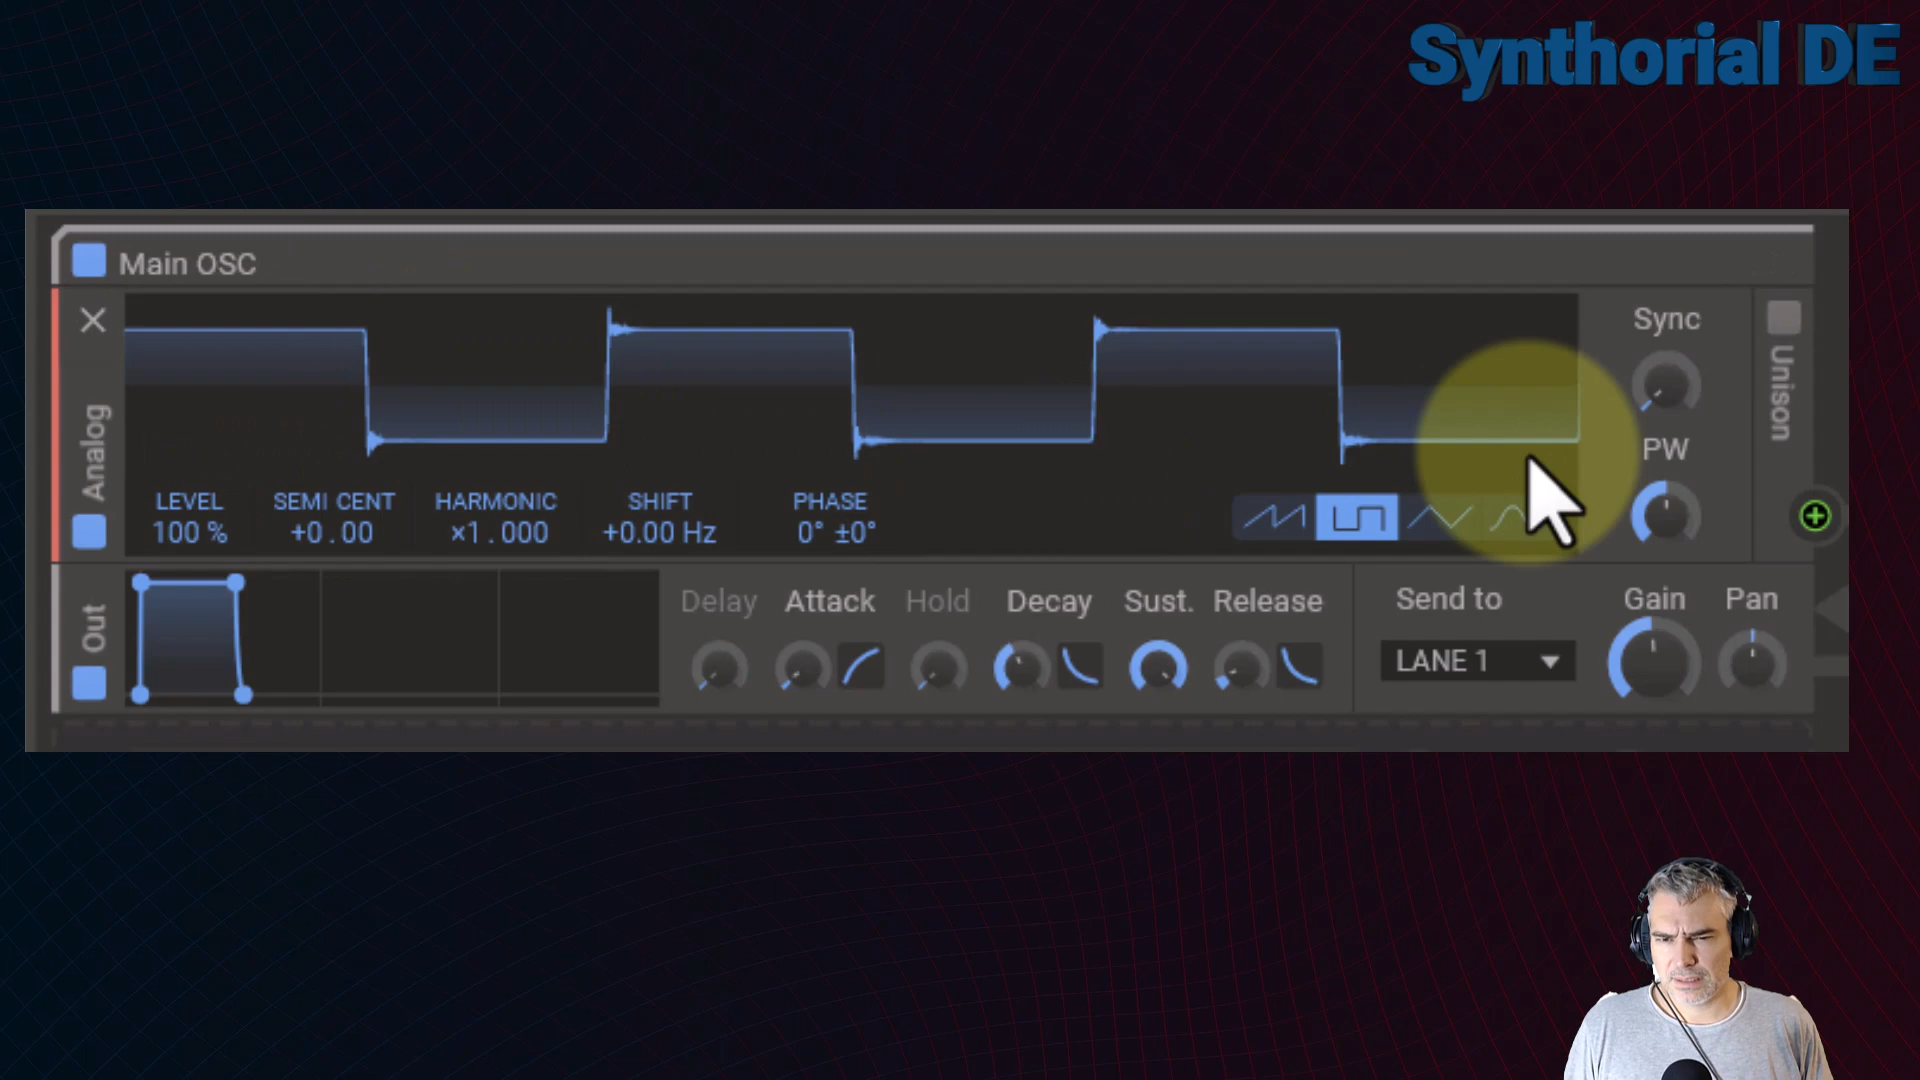 Synthorial DE
Main OSC
Analog
Sync
PW
Unison
LEVEL SEMI CENT HARMONIC SHIFT PHASE
100 % +0.00 ×1.000 +0.00 Hz 0° ±0°
Out
Delay Attack Hold Decay Sust. Release
Send to Gain Pan
LANE 1